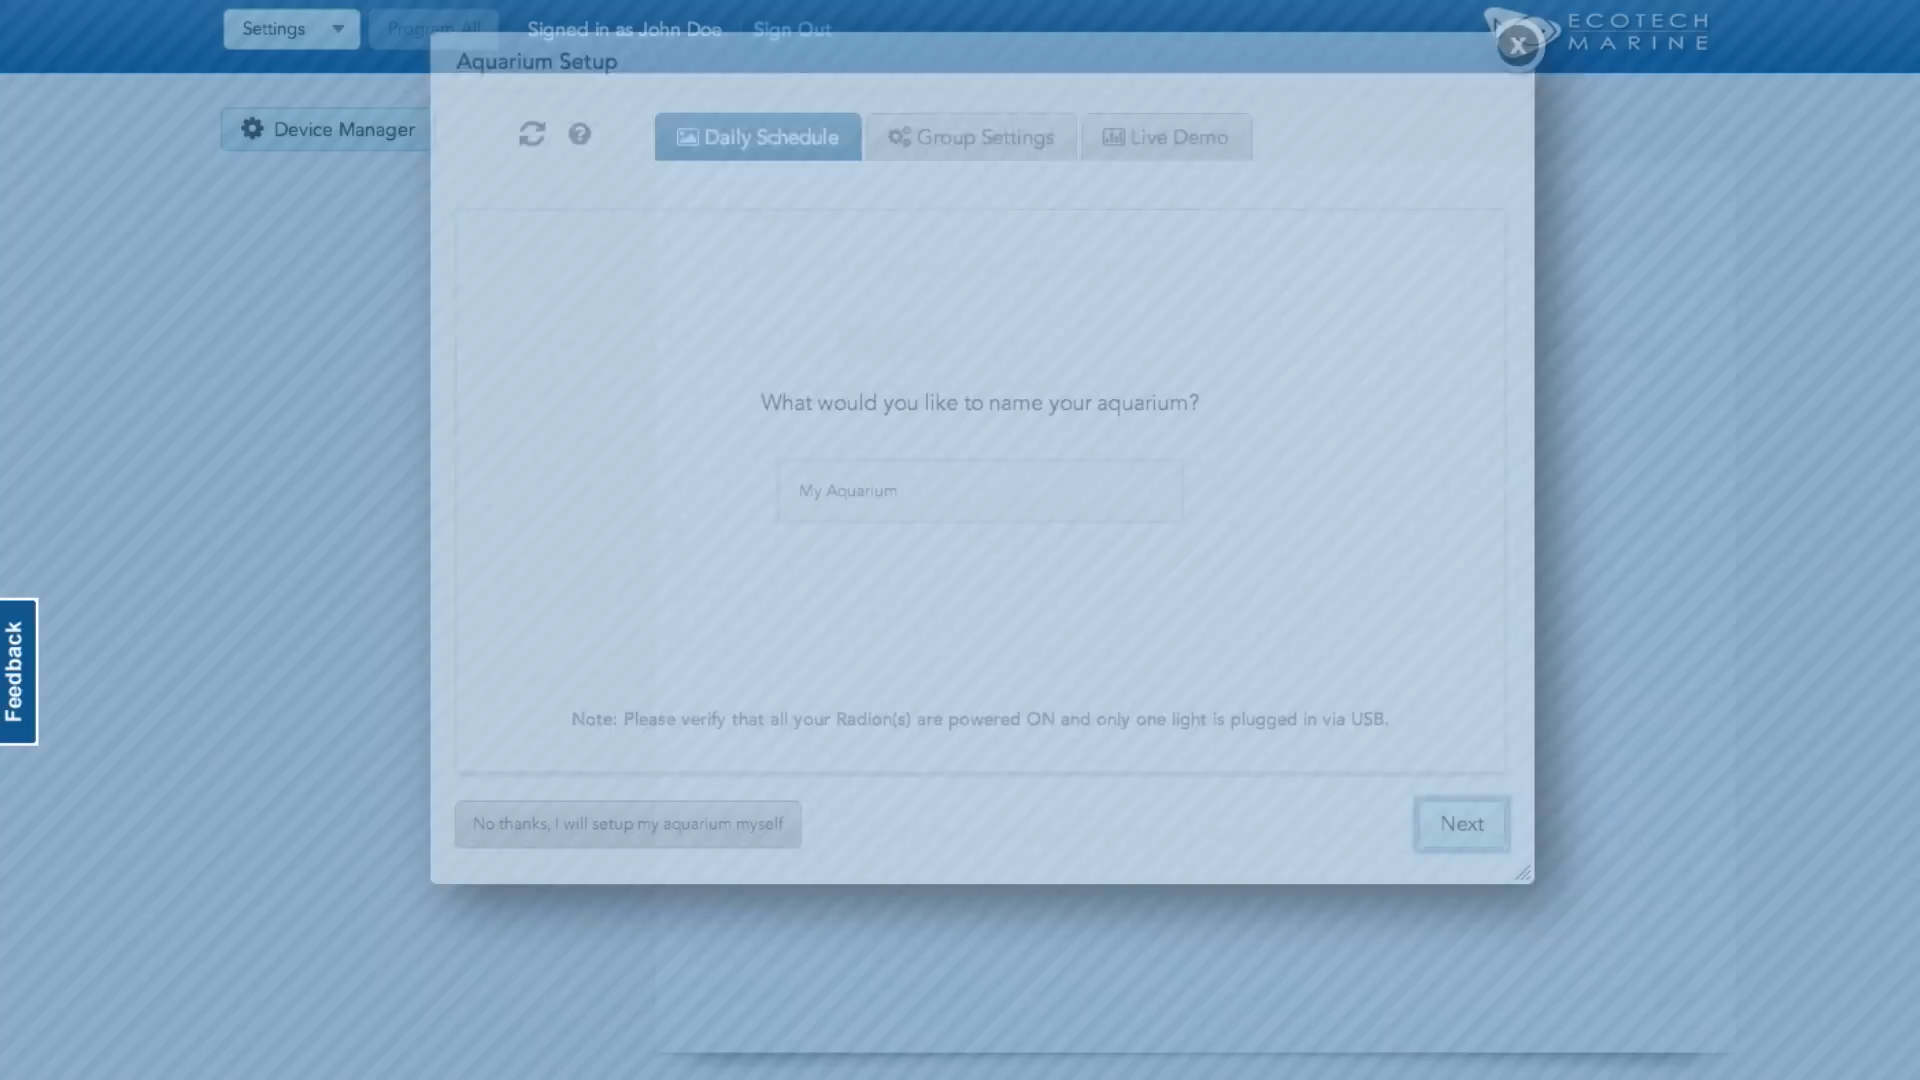 Settings
Program All
Signed in as John Doe
Sign Out
ECOTECH
MARINE
X
Aquarium Setup
Device Manager
Daily Schedule
Group Settings
Live Demo
What would you like to name your aquarium?
My Aquarium
Feedback
Note: Please verify that all your Radion(s) are powered ON and only one light is plugged in via USB.
No thanks, I will setup my aquarium myself
Next